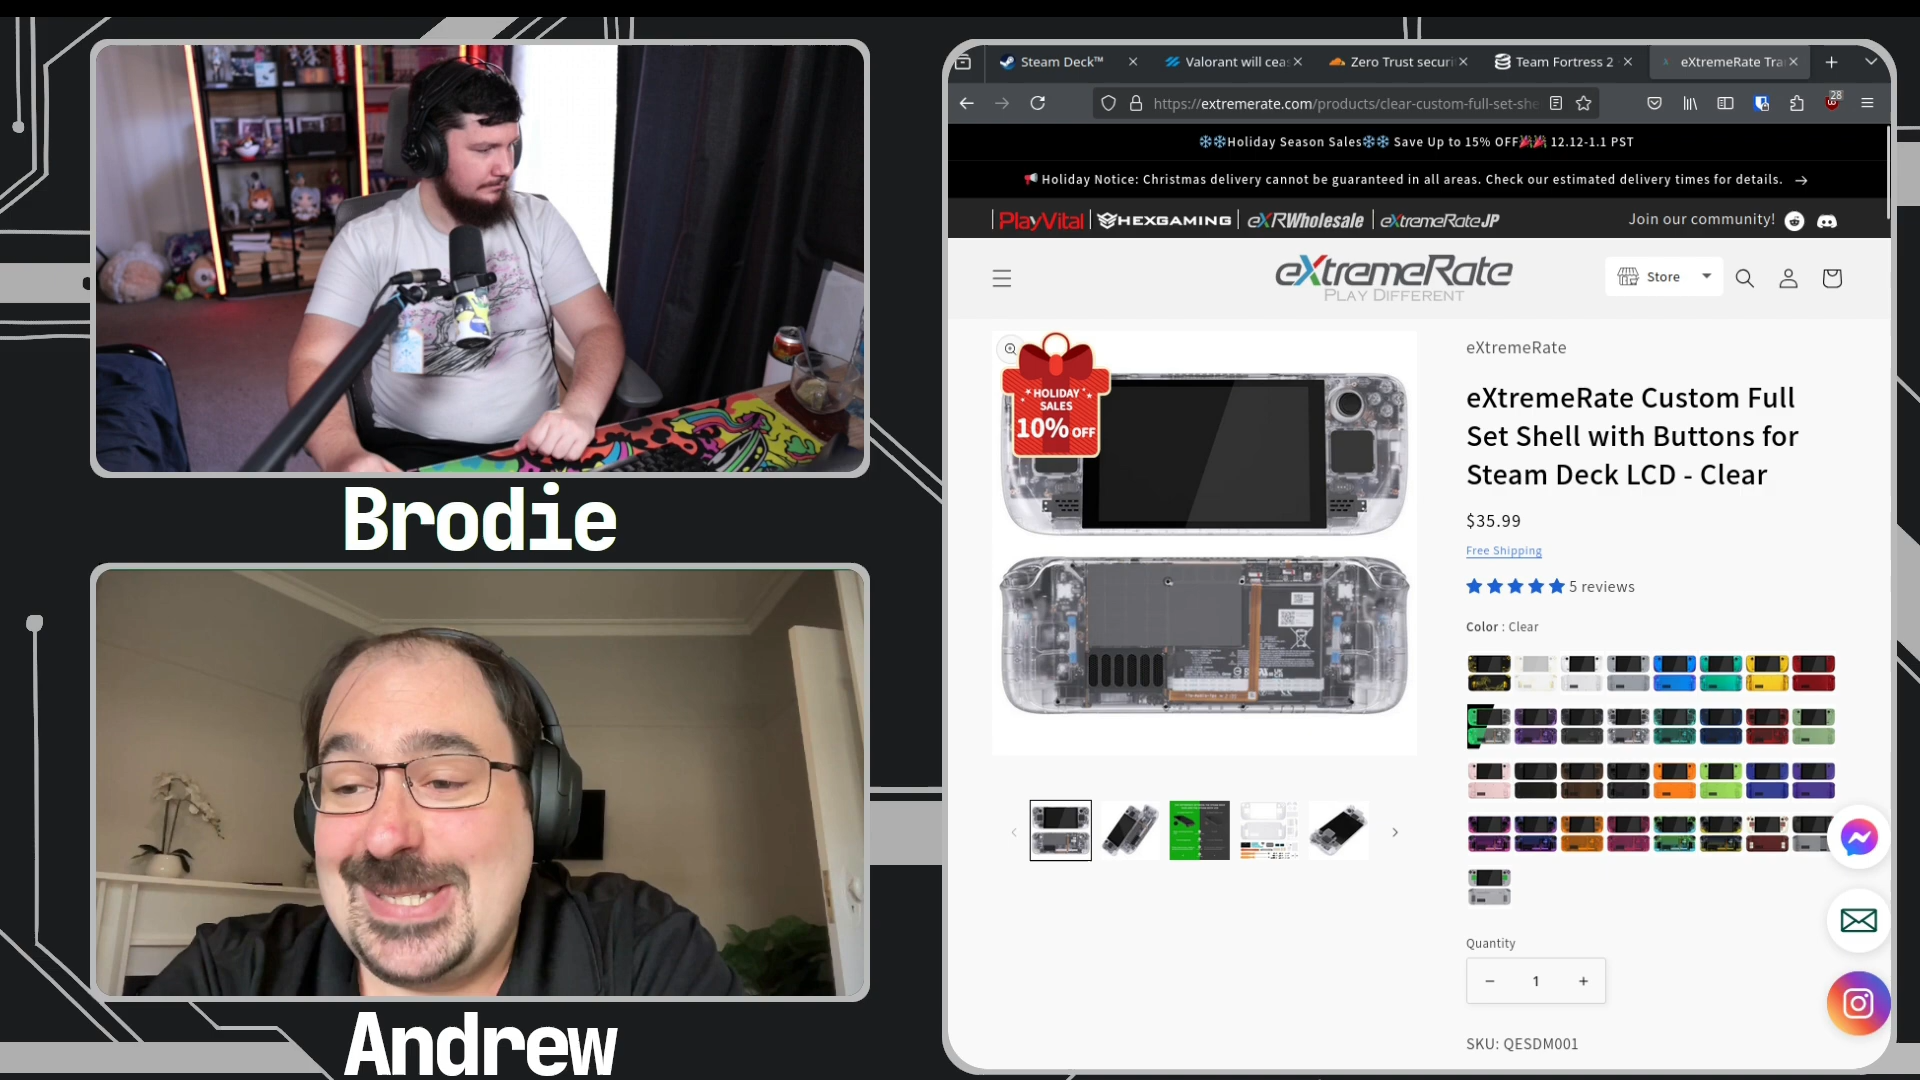 Steam Deck™
Valorant will ceas
Zero Trust securi
Team Fortress 2
eXtremeRate Tra
https://extremerate.com/products/clear-custom-full-set-she
28
❄❄Holiday Season Sales❄❄ Save Up to 15% OFF🎉🎉 12.12-1.1 PST
📢 Holiday Notice: Christmas delivery cannot be guaranteed in all areas. Check our estimated delivery times for details. →
PlayVital
HEXGAMING
eXRWholesale
eXtremeRateJP
Join our community!
eXtremeRate
PLAY DIFFERENT
Store
HOLIDAY
SALES
10% OFF
eXtremeRate
eXtremeRate Custom Full
Set Shell with Buttons for
Steam Deck LCD - Clear
$35.99
Free Shipping
5 reviews
Color : Clear
Quantity
− 1 +
SKU: QESDM001
Brodie
Andrew